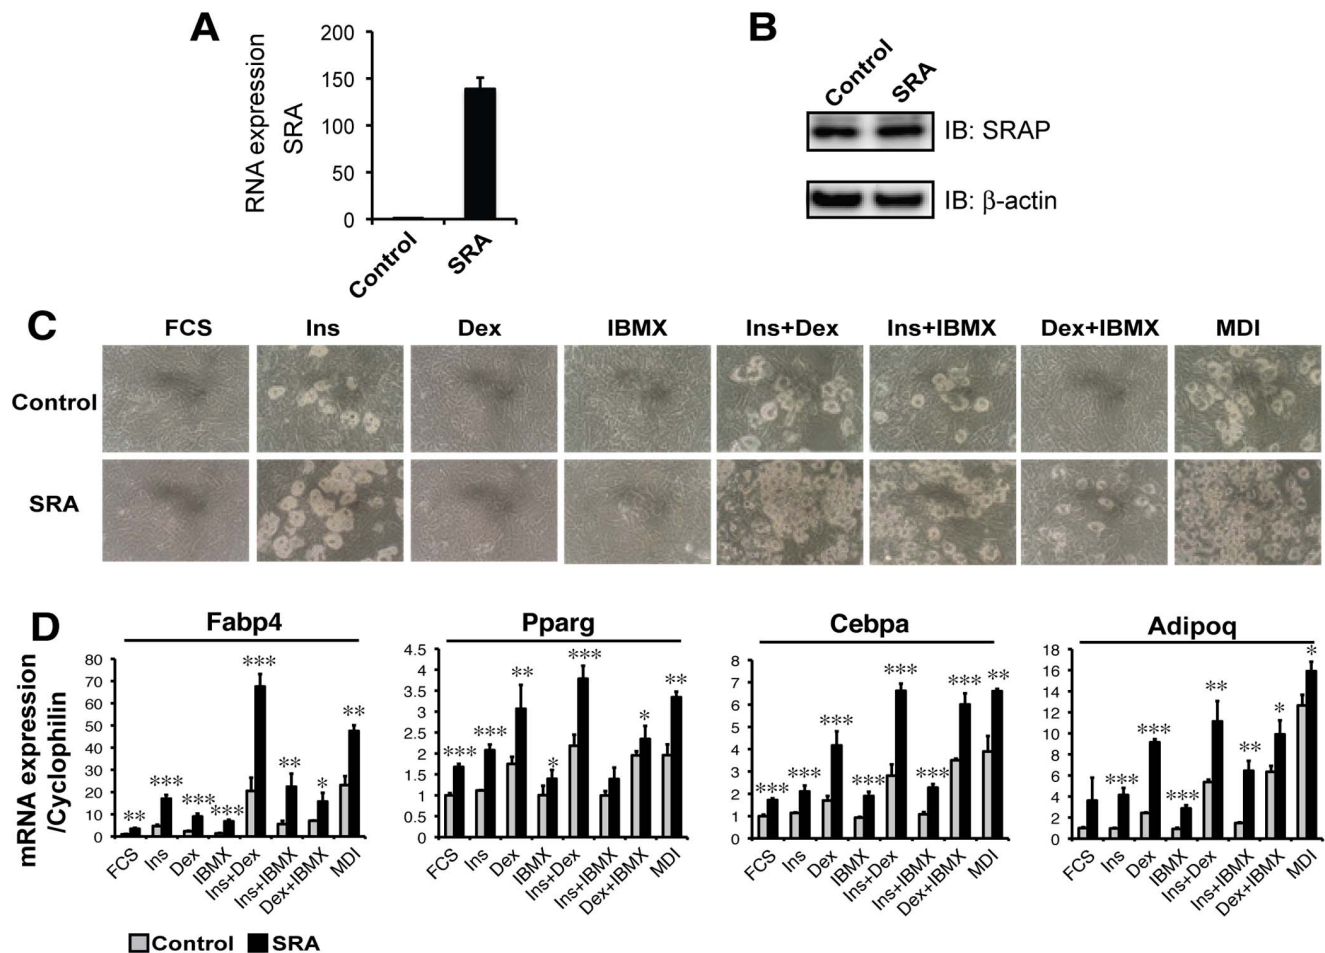 A
RNA expression
SRA
200
150
100
50
0
Control
SRA
B
Control
SRA
IB: SRAP
IB: β-actin
C
FCS
Ins
Dex
IBMX
Ins+Dex
Ins+IBMX
Dex+IBMX
MDI
Control
SRA
D
mRNA expression
/Cyclophilin
Fabp4
80
70
60
50
40
30
20
10
0
**
***
***
***
***
**
*
**
FCS
Ins
Dex
IBMX
Ins+Dex
Ins+IBMX
Dex+IBMX
MDI
Pparg
4.5
4
3.5
3
2.5
2
1.5
1
0.5
0
***
***
**
*
***
*
**
FCS
Ins
Dex
IBMX
Ins+Dex
Ins+IBMX
Dex+IBMX
MDI
Cebpa
8
7
6
5
4
3
2
1
0
***
***
***
***
***
***
***
**
FCS
Ins
Dex
IBMX
Ins+Dex
Ins+IBMX
Dex+IBMX
MDI
Adipoq
18
16
14
12
10
8
6
4
2
0
***
***
***
**
**
*
*
FCS
Ins
Dex
IBMX
Ins+Dex
Ins+IBMX
Dex+IBMX
MDI
Control SRA